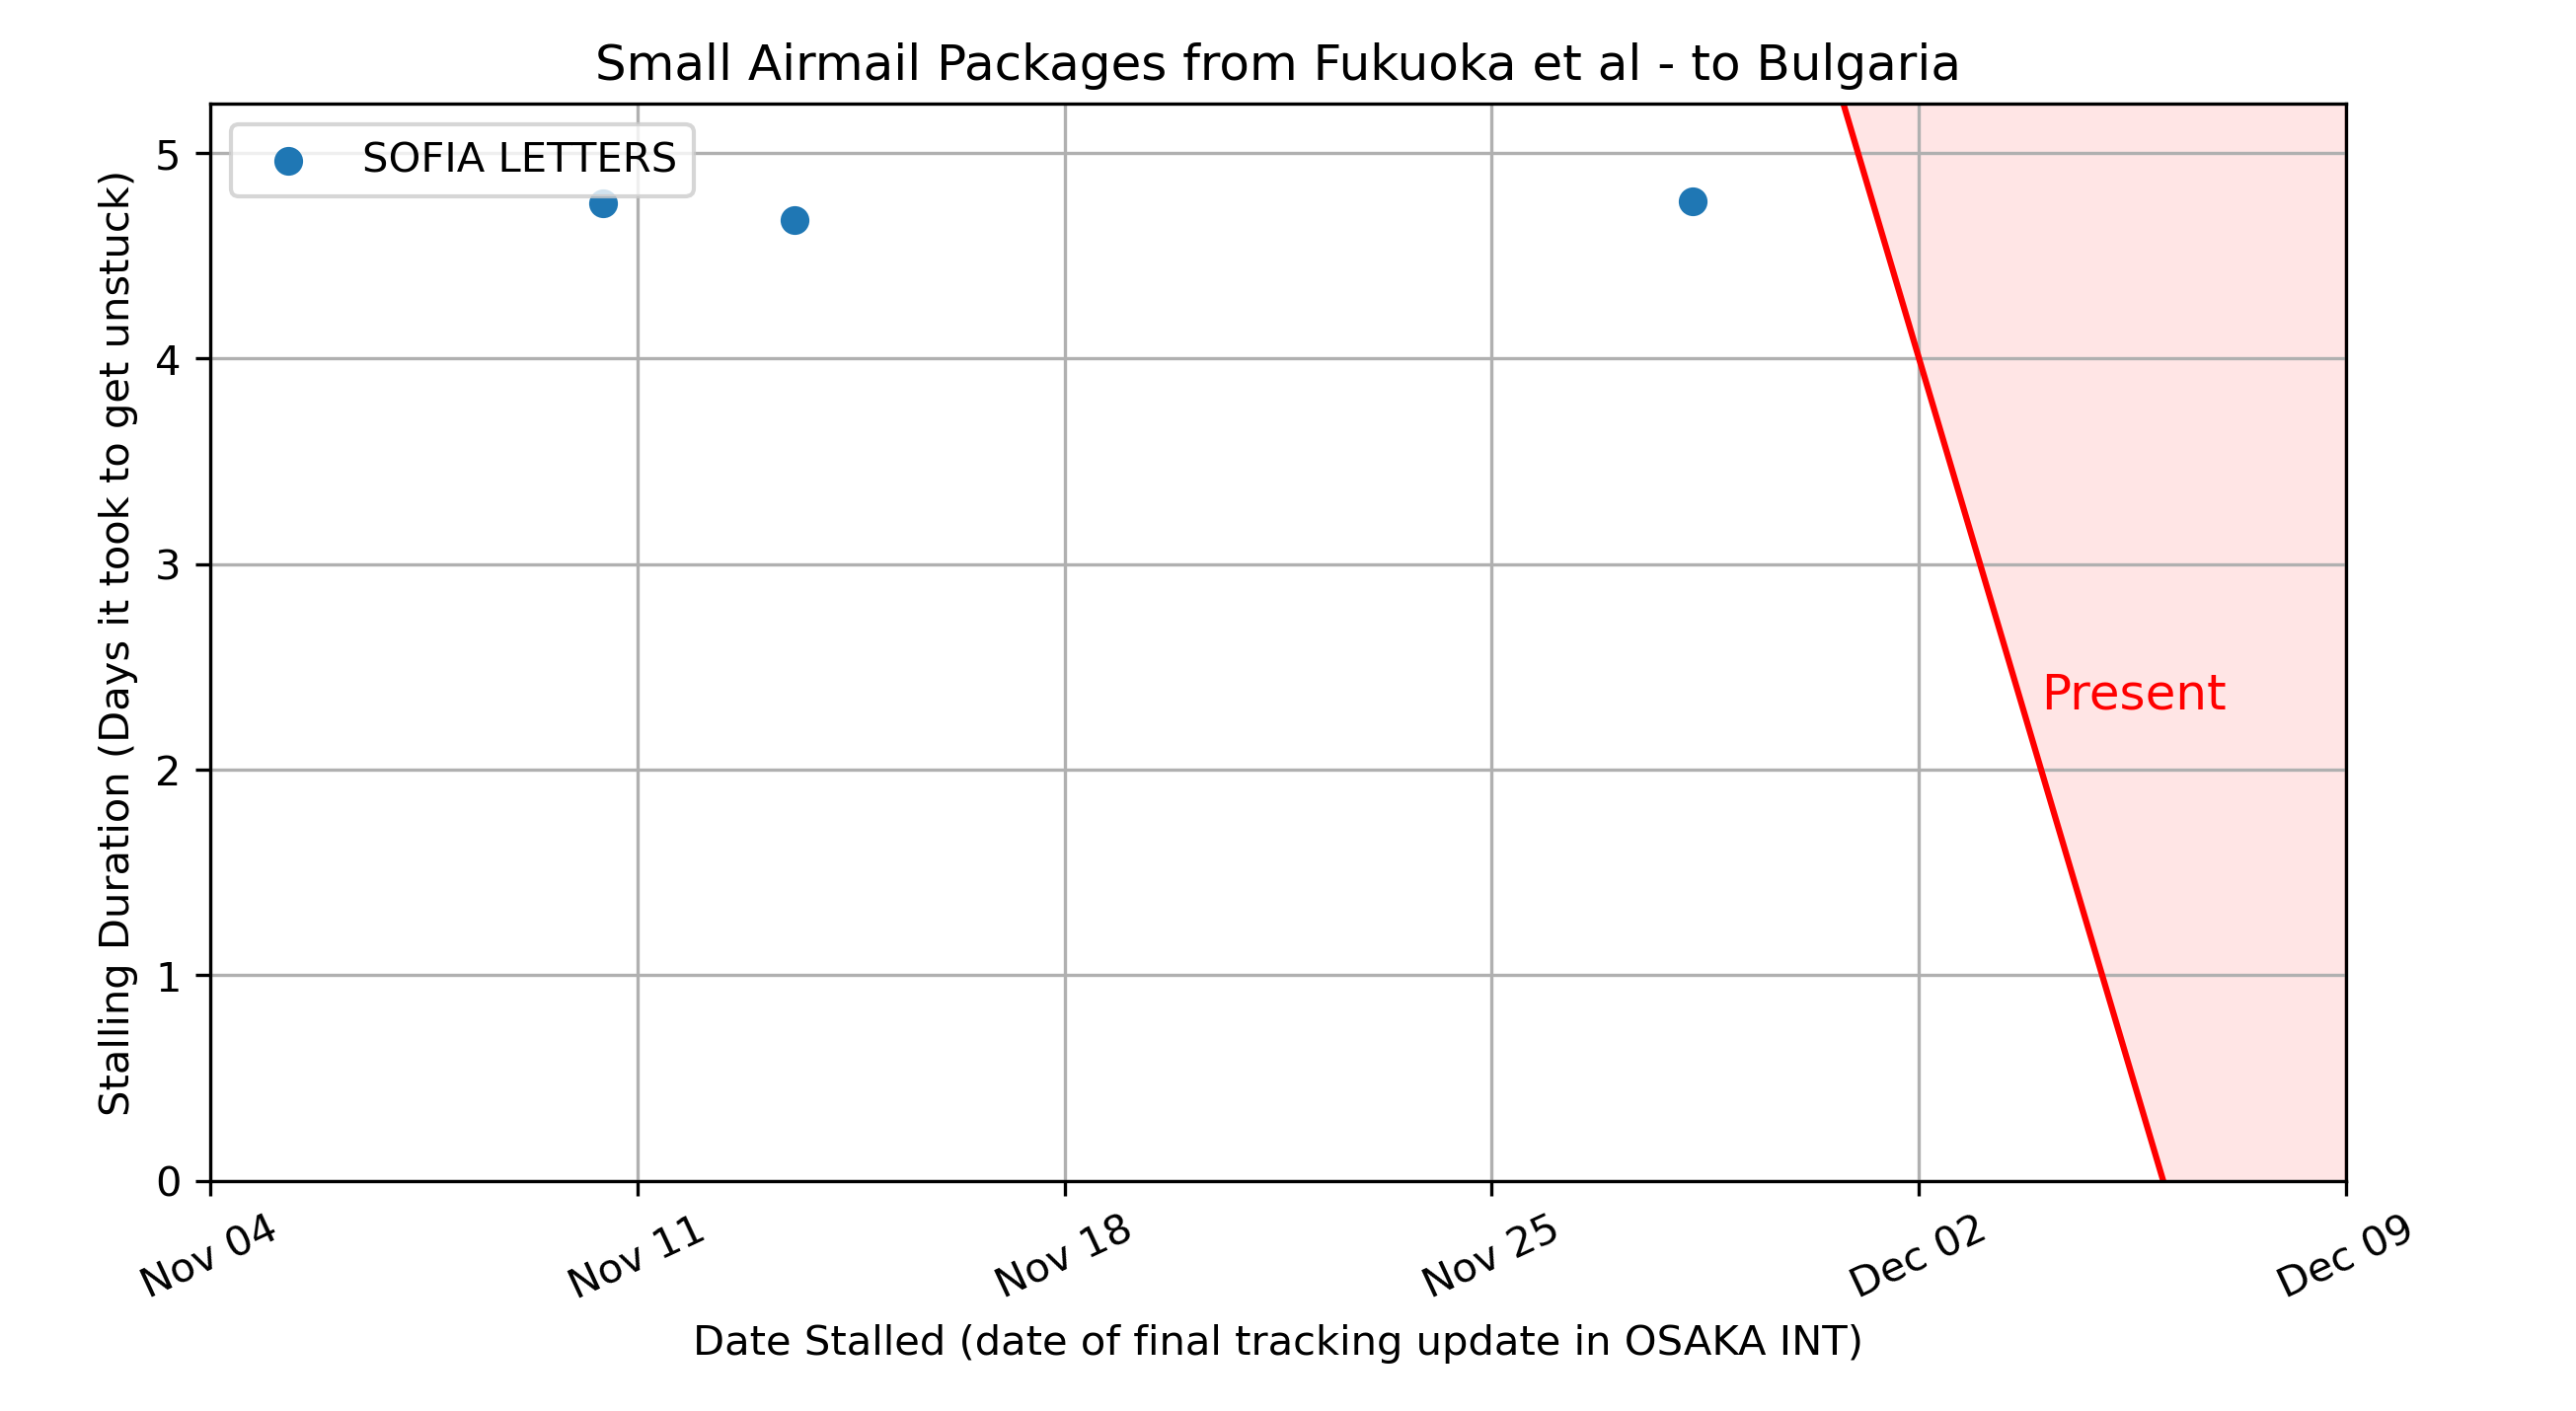 Small Airmail Packages from Fukuoka et al - to Bulgaria
SOFIA LETTERS
Stalling Duration (Days it took to get unstuck)
5
4
3
2
1
0
Present
Nov 04
Nov 11
Nov 18
Nov 25
Dec 02
Dec 09
Date Stalled (date of final tracking update in OSAKA INT)